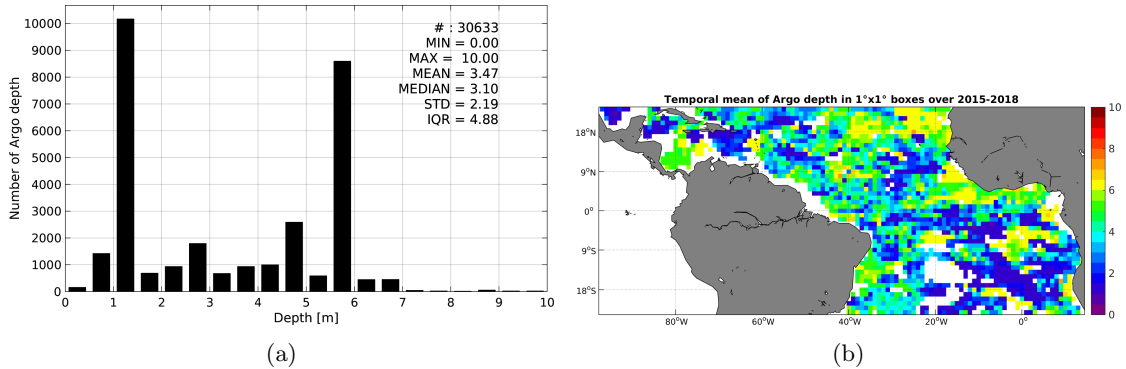 10000
9000
8000
7000
6000
5000
4000
3000
2000
1000
0
Number of Argo depth
# : 30633
MIN = 0.00
MAX = 10.00
MEAN = 3.47
MEDIAN = 3.10
STD = 2.19
IQR = 4.88
0 1 2 3 4 5 6 7 8 9 10
Depth [m]
(a)
Temporal mean of Argo depth in 1°x1° boxes over 2015-2018
18°N
9°N
0°
9°S
18°S
80°W 60°W 40°W 20°W 0°
10
8
6
4
2
0
(b)